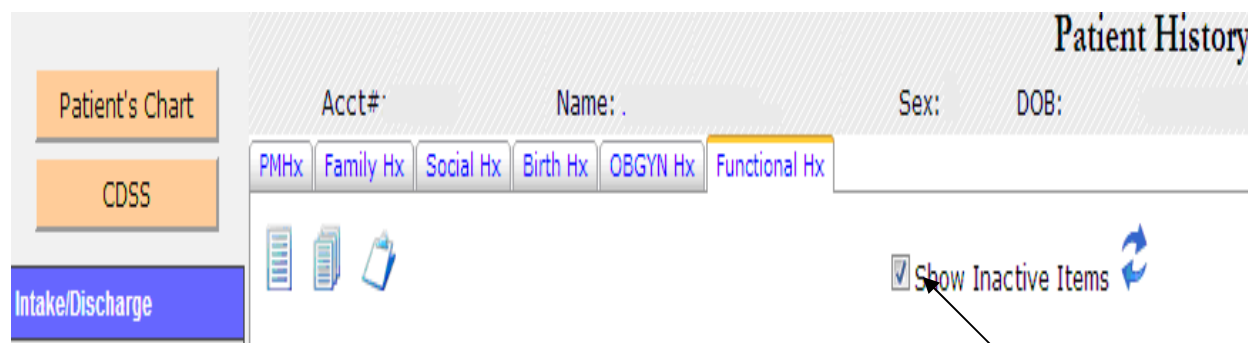 Patient History
Patient's Chart
Acct#:
Name: .
Sex:
DOB:
PMHx
Family Hx
Social Hx
Birth Hx
OBGYN Hx
Functional Hx
CDSS
Show Inactive Items
Intake/Discharge